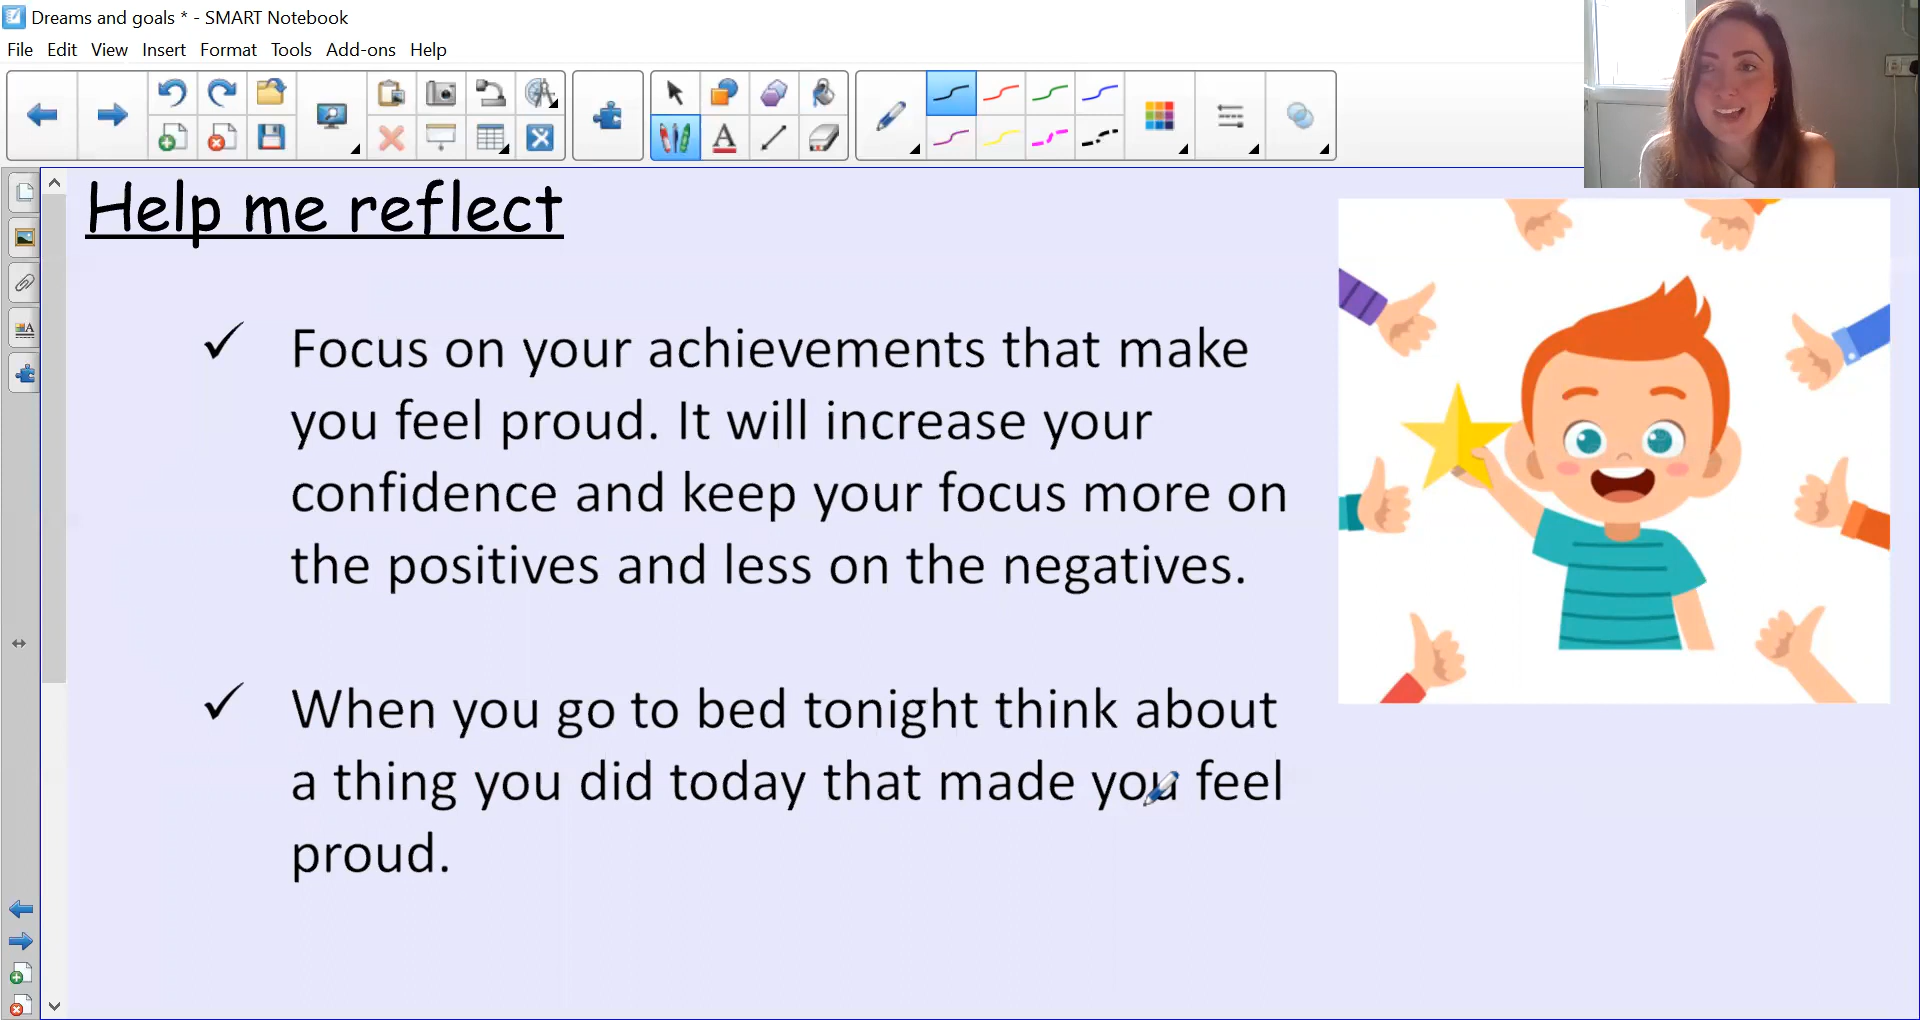 Dreams and goals * - SMART Notebook
File Edit View Insert Format Tools Add-ons Help
Help me reflect
✓ Focus on your achievements that make
you feel proud. It will increase your
confidence and keep your focus more on
the positives and less on the negatives.
✓ When you go to bed tonight think about
a thing you did today that made you feel
proud.